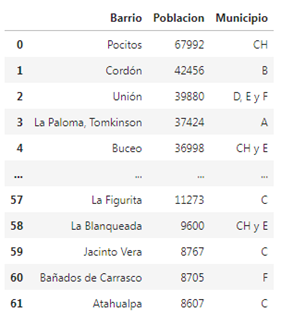 Barrio Poblacion Municipio
0 Pocitos 67992 CH
1 Cordón 42456 B
2 Unión 39880 D, E y F
3 La Paloma, Tomkinson 37424 A
4 Buceo 36998 CH y E
... ... ... ...
57 La Figurita 11273 C
58 La Blanqueada 9600 CH y E
59 Jacinto Vera 8767 C
60 Bañados de Carrasco 8705 F
61 Atahualpa 8607 C